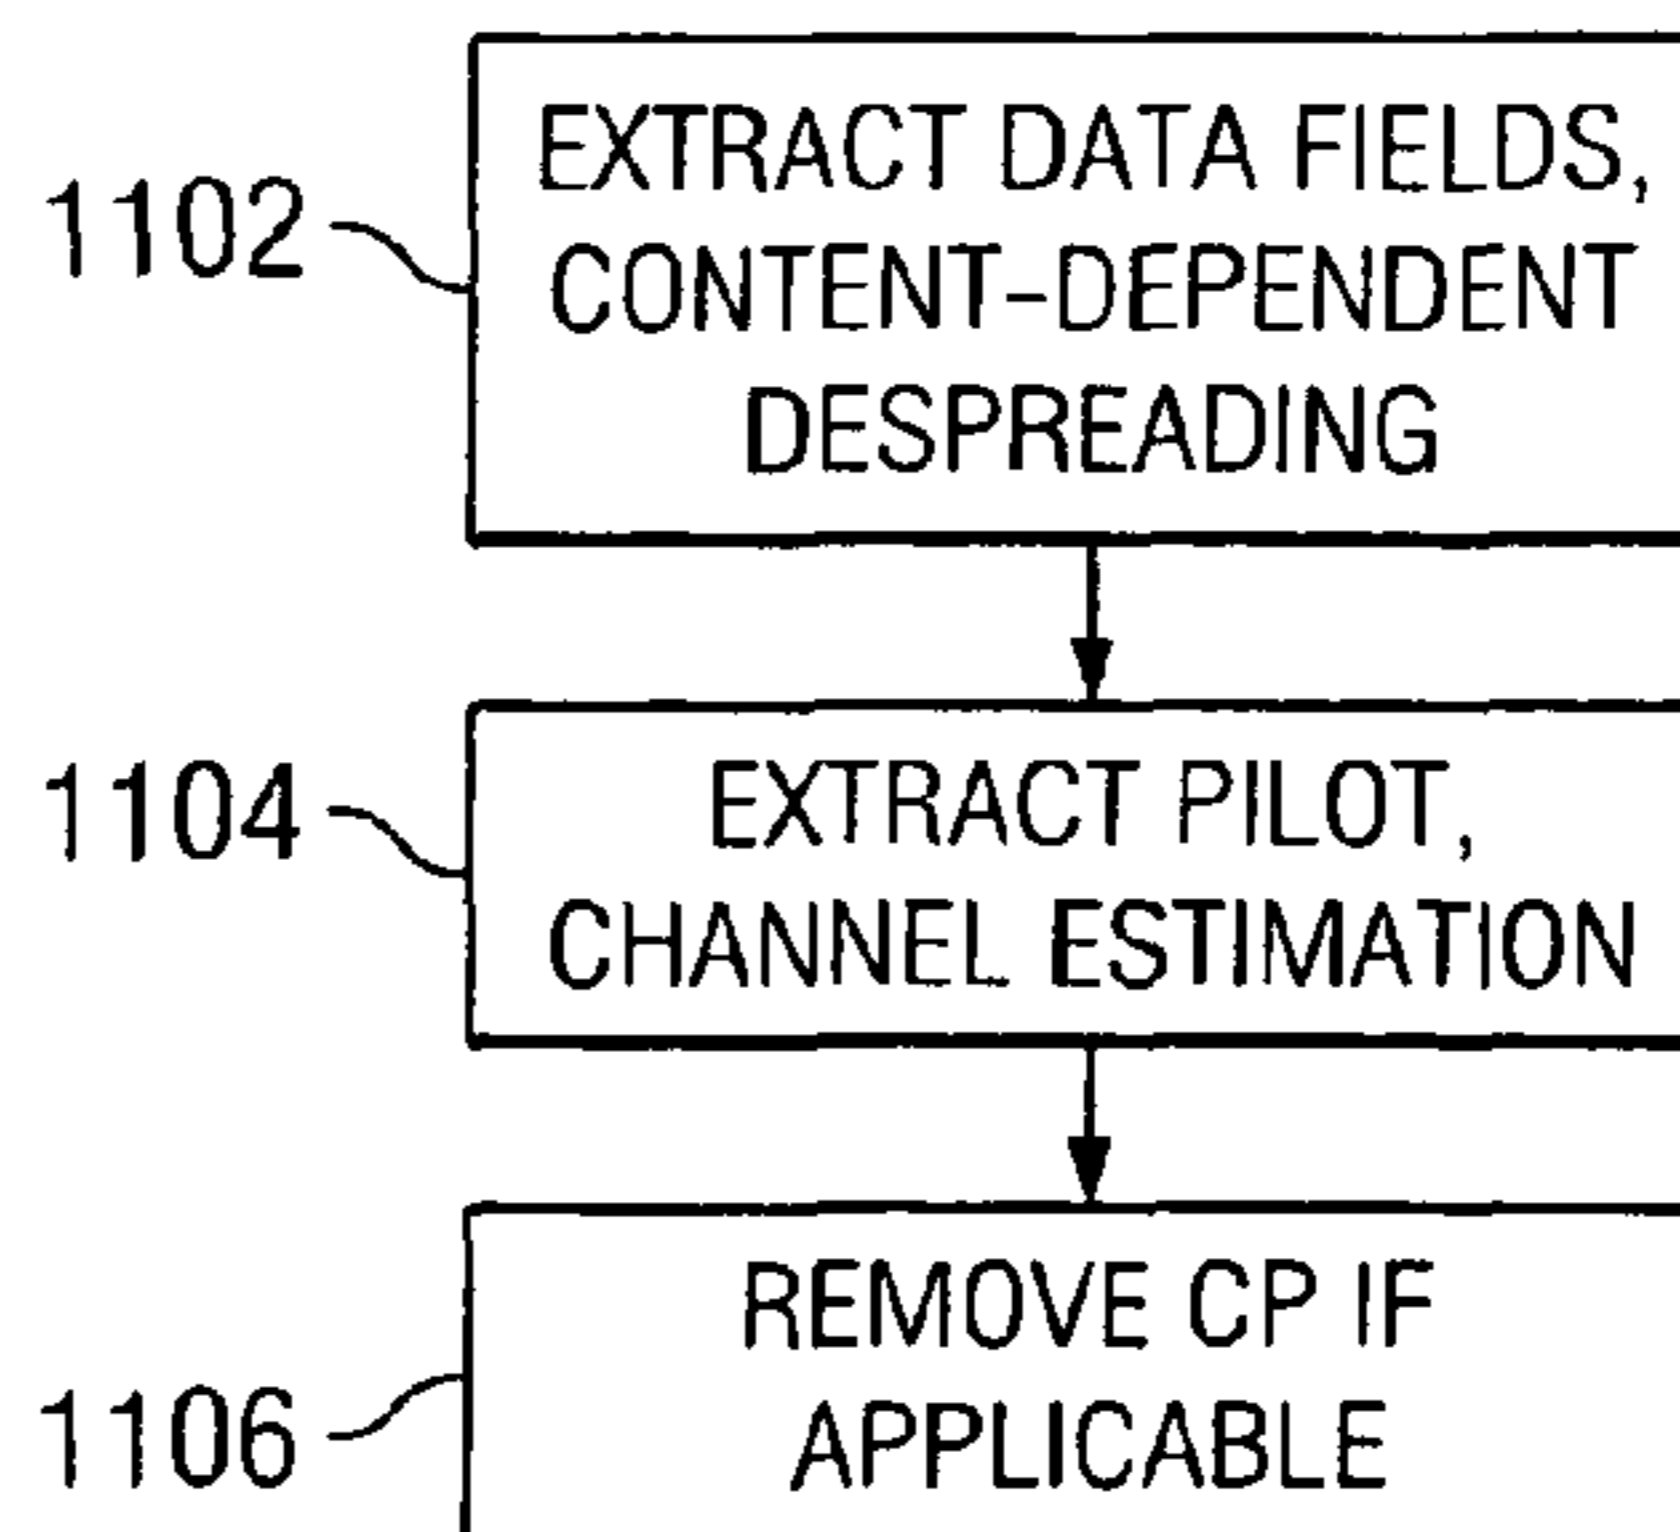 1102
EXTRACT DATA FIELDS,
CONTENT-DEPENDENT
DESPREADING
1104
EXTRACT PILOT,
CHANNEL ESTIMATION
1106
REMOVE CP IF
APPLICABLE